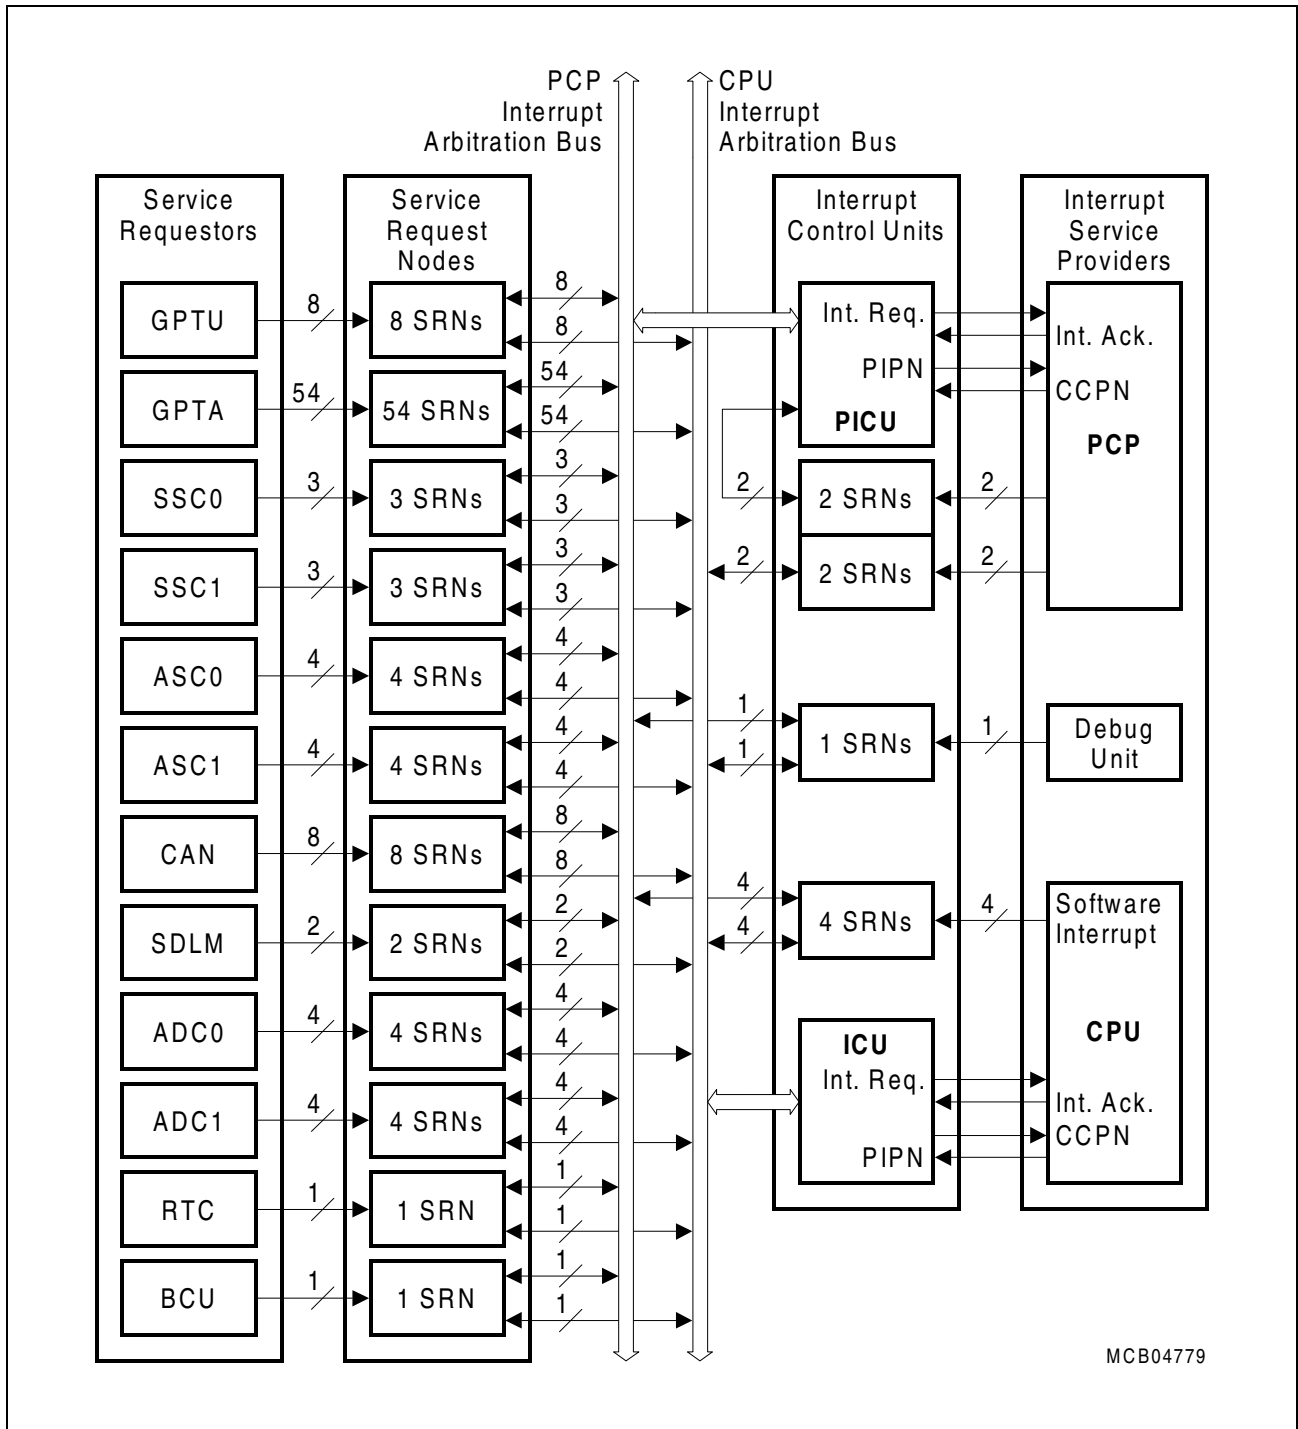 PCP
Interrupt
Arbitration Bus
CPU
Interrupt
Arbitration Bus
Service
Requestors
Service
Request
Nodes
Interrupt
Control Units
Interrupt
Service
Providers
GPTU
8
8 SRNs
8
8
GPTA
54
54 SRNs
54
54
SSC0
3
3 SRNs
3
3
SSC1
3
3 SRNs
3
3
ASC0
4
4 SRNs
4
4
ASC1
4
4 SRNs
4
4
CAN
8
8 SRNs
8
8
SDLM
2
2 SRNs
2
2
ADC0
4
4 SRNs
4
4
ADC1
4
4 SRNs
4
4
RTC
1
1 SRN
1
1
BCU
1
1 SRN
1
1
Int. Req.
PIPN
PICU
Int. Ack.
CCPN
PCP
2
2 SRNs
2
2
2 SRNs
2
1
1
1 SRNs
1
Debug
Unit
4
4
4 SRNs
4
Software
Interrupt
CPU
ICU
Int. Req.
PIPN
Int. Ack.
CCPN
MCB04779